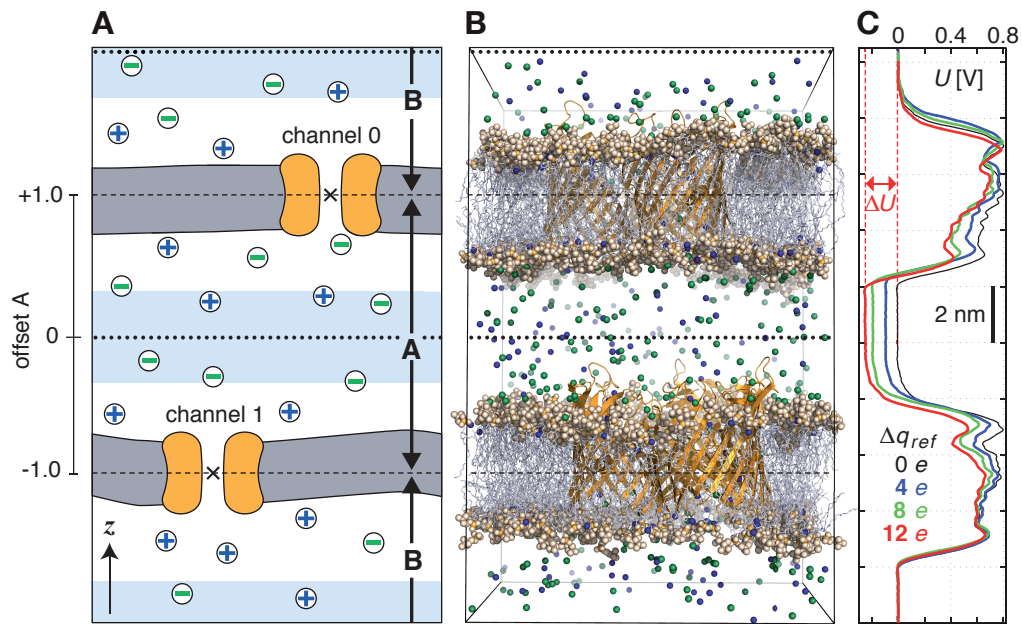 A
B
C
0 0.4 0.8
U [V]
B
channel 0
+1.0
ΔU
2 nm
offset A
0
A
channel 1
Δq_ref
0 e
4 e
8 e
12 e
-1.0
z
B